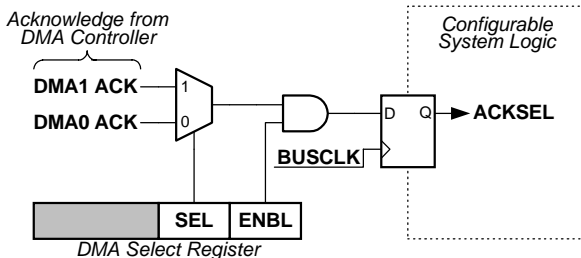 Acknowledge from
DMA Controller
Configurable
System Logic
DMA1 ACK
1
DMA0 ACK
0
D
Q
ACKSEL
BUSCLK
SEL
ENBL
DMA Select Register